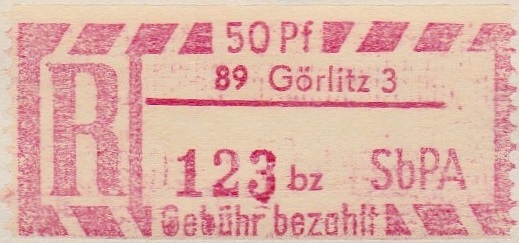 50 Pf
89 Görlitz 3
R
123 bz SbPA
Gebühr bezahlt